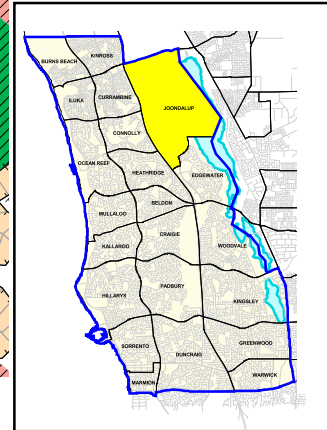 KINROSS
BURNS BEACH
ILUKA
CURRAMBINE
JOONDALUP
CONNOLLY
OCEAN REEF
HEATHRIDGE
EDGEWATER
BELDON
MULLALOO
CRAIGIE
KALLAROO
WOODVALE
PADBURY
HILLARYS
KINGSLEY
SORRENTO
GREENWOOD
DUNCRAIG
WARWICK
MARMION